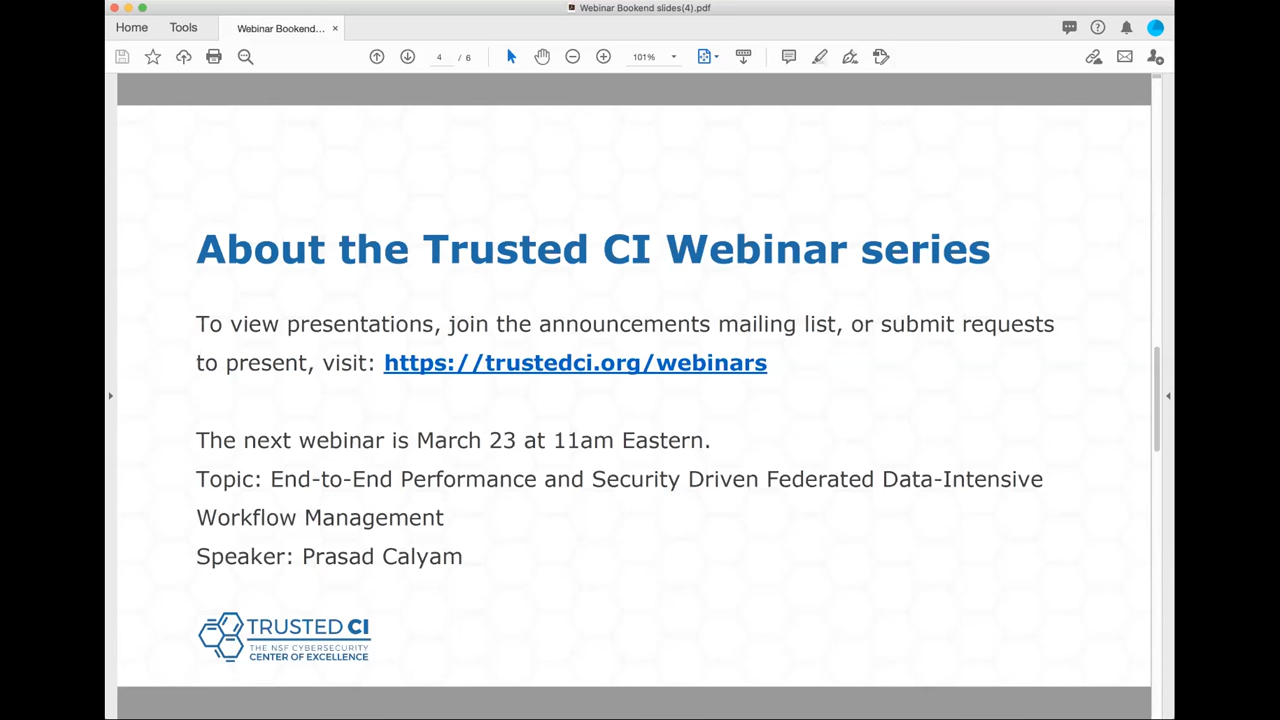 Webinar Bookend slides(4).pdf
Home
Tools
Webinar Bookend...
×
4 / 6
101%
About the Trusted CI Webinar series
To view presentations, join the announcements mailing list, or submit requests
to present, visit: https://trustedci.org/webinars
The next webinar is March 23 at 11am Eastern.
Topic: End-to-End Performance and Security Driven Federated Data-Intensive
Workflow Management
Speaker: Prasad Calyam
TRUSTED CI
THE NSF CYBERSECURITY
CENTER OF EXCELLENCE